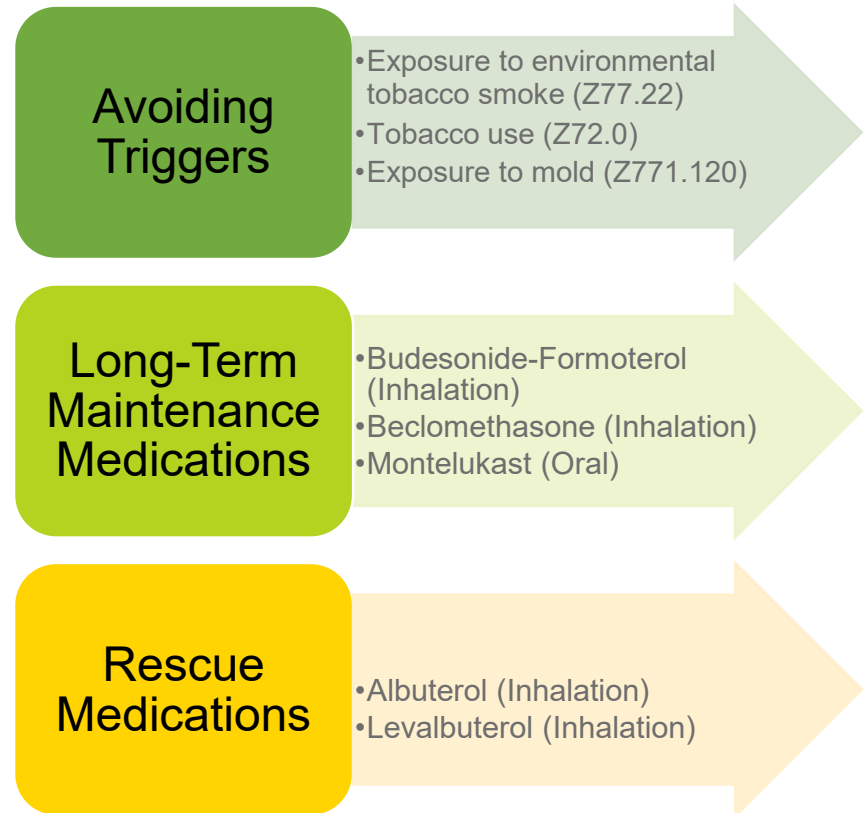 Avoiding
Triggers
•Exposure to environmental
tobacco smoke (Z77.22)
•Tobacco use (Z72.0)
•Exposure to mold (Z771.120)
Long-Term
Maintenance
Medications
•Budesonide-Formoterol
(Inhalation)
•Beclomethasone (Inhalation)
•Montelukast (Oral)
Rescue
Medications
•Albuterol (Inhalation)
•Levalbuterol (Inhalation)